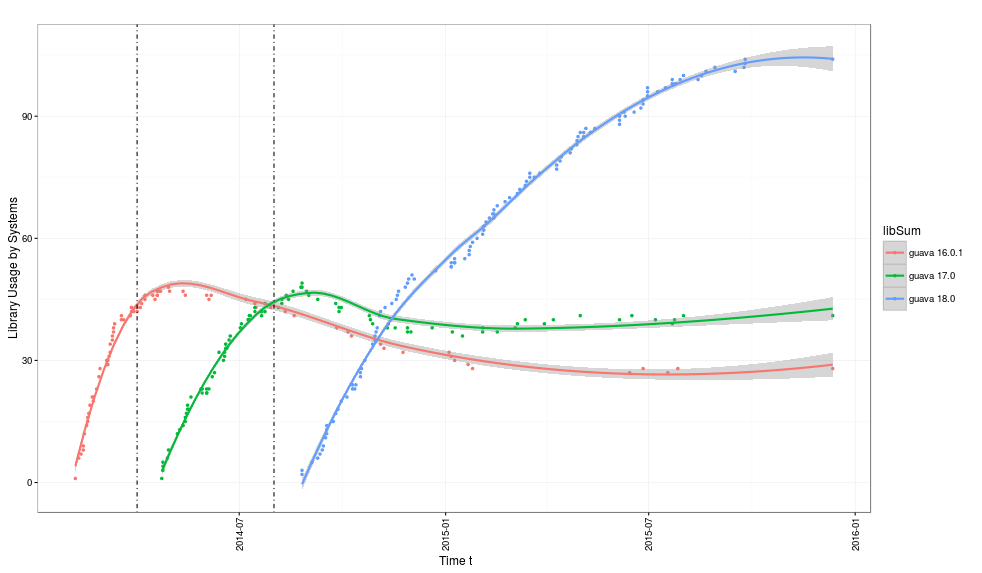 Library Usage by Systems
90
60
30
0
2014-07
2015-01
2015-07
2016-01
Time t
libSum
guava 16.0.1
guava 17.0
guava 18.0